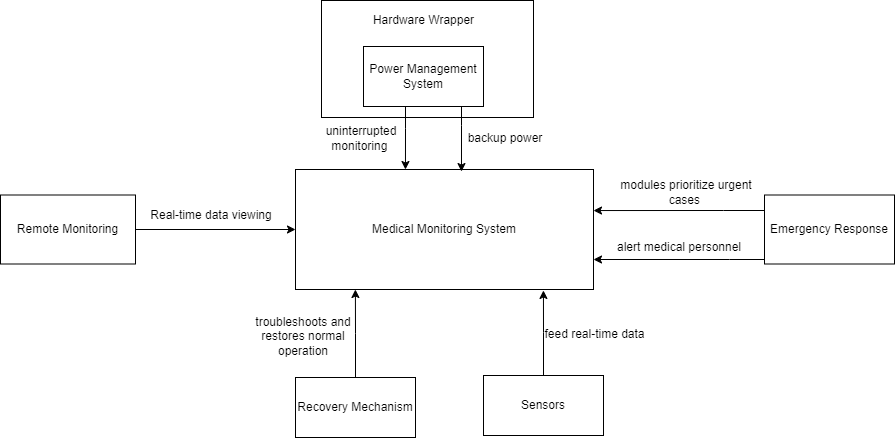 Hardware Wrapper
Power Management
System
uninterrupted
monitoring
backup power
modules prioritize urgent
cases
Remote Monitoring
Real-time data viewing
Medical Monitoring System
Emergency Response
alert medical personnel
troubleshoots and
restores normal
operation
feed real-time data
Recovery Mechanism
Sensors